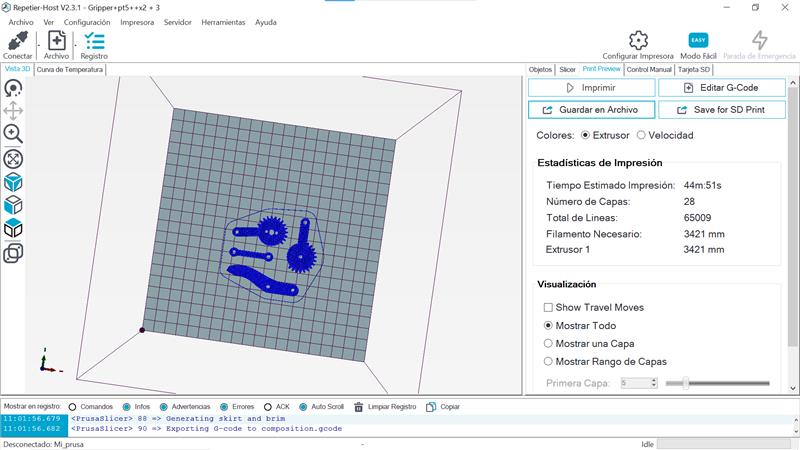 Repetier-Host V2.3.1 - Gripper+pt5++x2 + 3
Archivo Ver Configuración Impresora Servidor Herramientas Ayuda
Conectar Archivo Registro Configurar Impresora EASY Modo Fácil Parada de Emergencia
Vista 3D Curva de Temperatura Objetos Slicer Print Preview Control Manual Tarjeta SD
Imprimir Editar G-Code
Guardar en Archivo Save for SD Print
Colores: Extrusor Velocidad
Estadísticas de Impresión
Tiempo Estimado Impresión: 44m:51s
Número de Capas: 28
Total de Lineas: 65009
Filamento Necesario: 3421 mm
Extrusor 1 3421 mm
Visualización
Show Travel Moves
Mostrar Todo
Mostrar una Capa
Mostrar Rango de Capas
Primera Capa: 5
Mostrar en registro: Comandos Infos Advertencias Errores ACK Auto Scroll Limpar Registro Copiar
11:01:56.679 <PrusaSlicer> 88 => Generating skirt and brim
11:01:56.682 <PrusaSlicer> 90 => Exporting G-code to composition.gcode
Desconectado: Mi_prusa - Idle